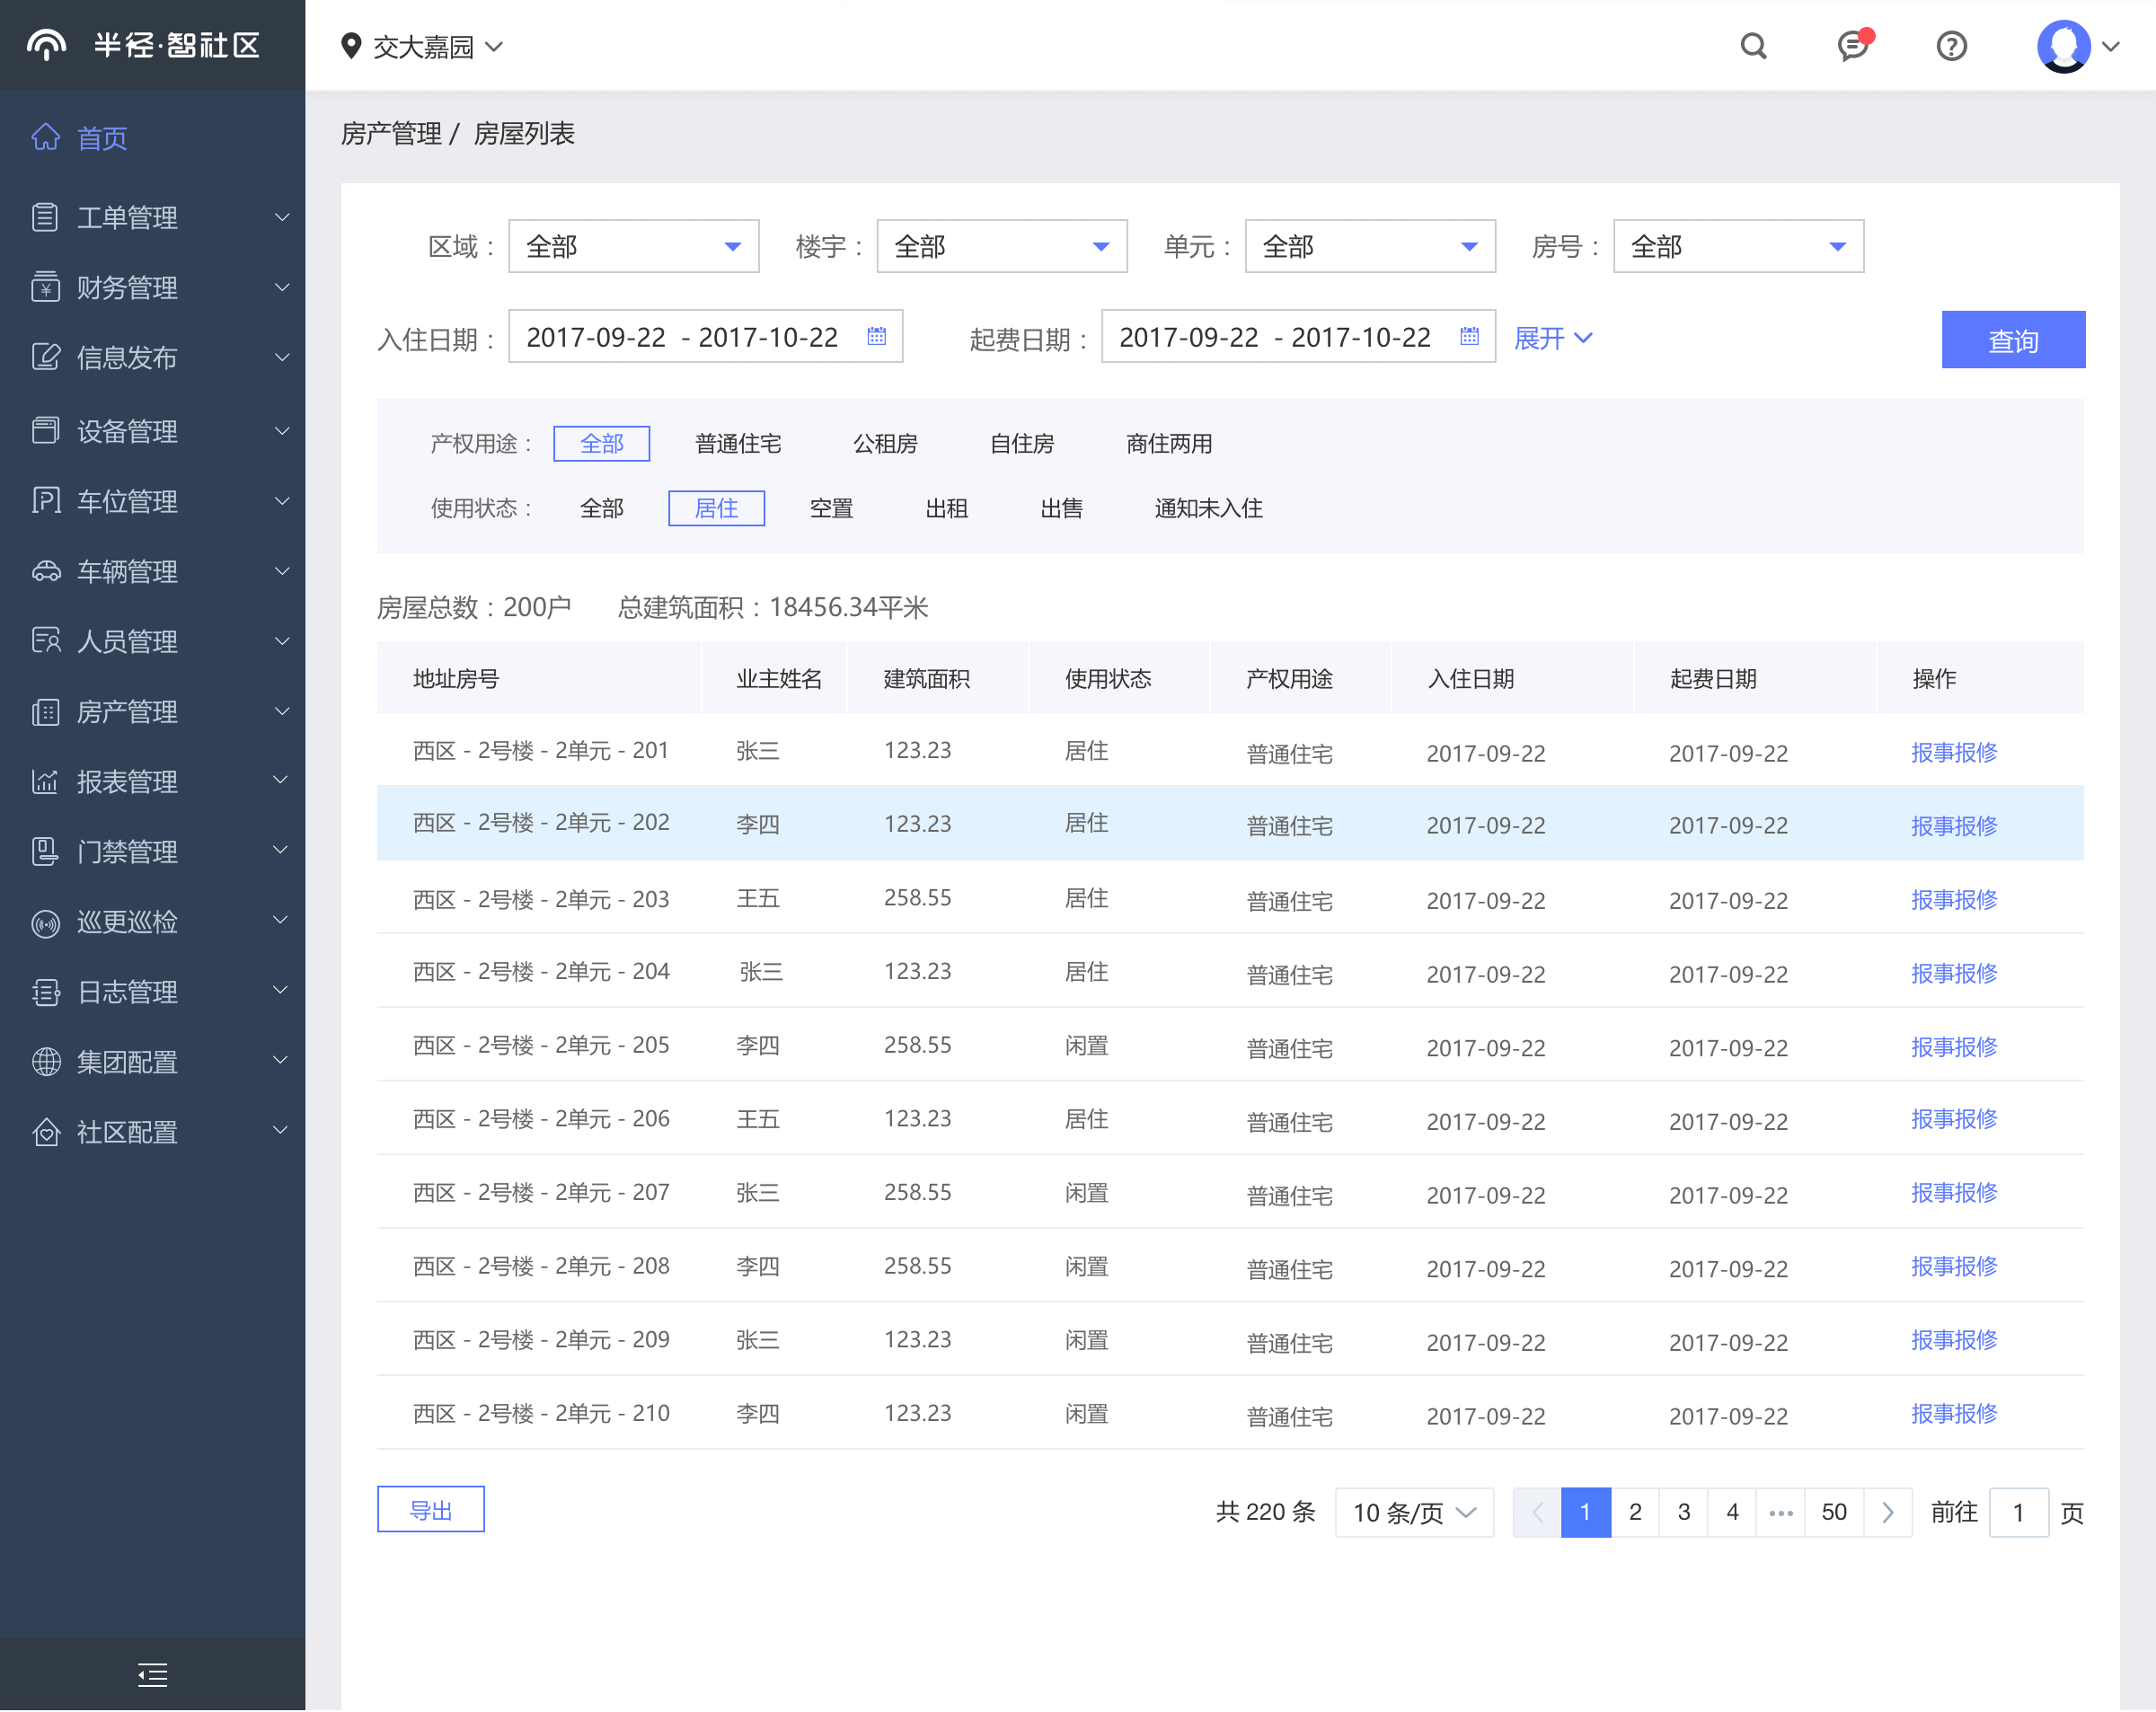 半径·智社区
交大嘉园
首页
工单管理
财务管理
信息发布
设备管理
车位管理
车辆管理
人员管理
房产管理
报表管理
门禁管理
巡更巡检
日志管理
集团配置
社区配置
房产管理 / 房屋列表
区域： 全部 楼宇： 全部 单元： 全部 房号： 全部
入住日期： 2017-09-22 - 2017-10-22 起费日期： 2017-09-22 - 2017-10-22 展开 查询
产权用途： 全部 普通住宅 公租房 自住房 商住两用
使用状态： 全部 居住 空置 出租 出售 通知未入住
房屋总数：200户 总建筑面积：18456.34平米
地址房号 业主姓名 建筑面积 使用状态 产权用途 入住日期 起费日期 操作
西区 - 2号楼 - 2单元 - 201 张三 123.23 居住 普通住宅 2017-09-22 2017-09-22 报事报修
西区 - 2号楼 - 2单元 - 202 李四 123.23 居住 普通住宅 2017-09-22 2017-09-22 报事报修
西区 - 2号楼 - 2单元 - 203 王五 258.55 居住 普通住宅 2017-09-22 2017-09-22 报事报修
西区 - 2号楼 - 2单元 - 204 张三 123.23 居住 普通住宅 2017-09-22 2017-09-22 报事报修
西区 - 2号楼 - 2单元 - 205 李四 258.55 闲置 普通住宅 2017-09-22 2017-09-22 报事报修
西区 - 2号楼 - 2单元 - 206 王五 123.23 居住 普通住宅 2017-09-22 2017-09-22 报事报修
西区 - 2号楼 - 2单元 - 207 张三 258.55 闲置 普通住宅 2017-09-22 2017-09-22 报事报修
西区 - 2号楼 - 2单元 - 208 李四 258.55 闲置 普通住宅 2017-09-22 2017-09-22 报事报修
西区 - 2号楼 - 2单元 - 209 张三 123.23 闲置 普通住宅 2017-09-22 2017-09-22 报事报修
西区 - 2号楼 - 2单元 - 210 李四 123.23 闲置 普通住宅 2017-09-22 2017-09-22 报事报修
导出 共 220 条 10 条/页 1 2 3 4 ••• 50 前往 1 页